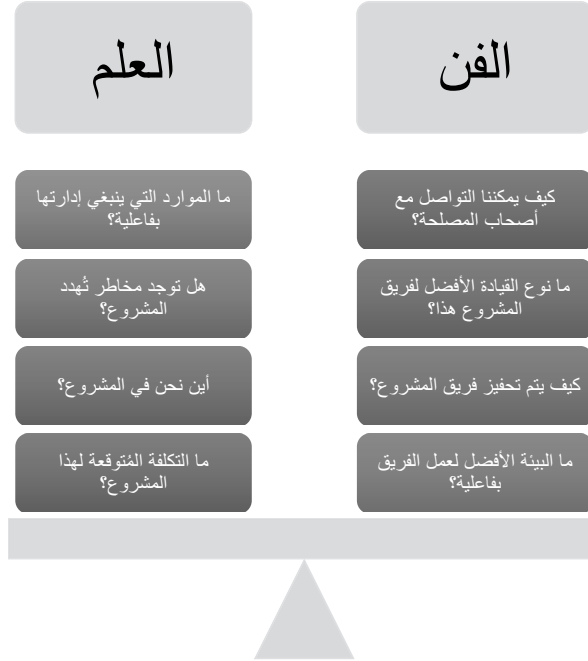 الفن
كيف يمكننا التواصل مع
أصحاب المصلحة؟
ما نوع القيادة الأفضل لفريق
المشروع هذا؟
كيف يتم تحفيز فريق المشروع؟
ما البيئة الأفضل لعمل الفريق
بفاعلية؟
العلم
ما الموارد التي ينبغي إدارتها
بفاعلية؟
هل توجد مخاطر تُهدد
المشروع؟
أين نحن في المشروع؟
ما التكلفة المُتوقعة لهذا
المشروع؟